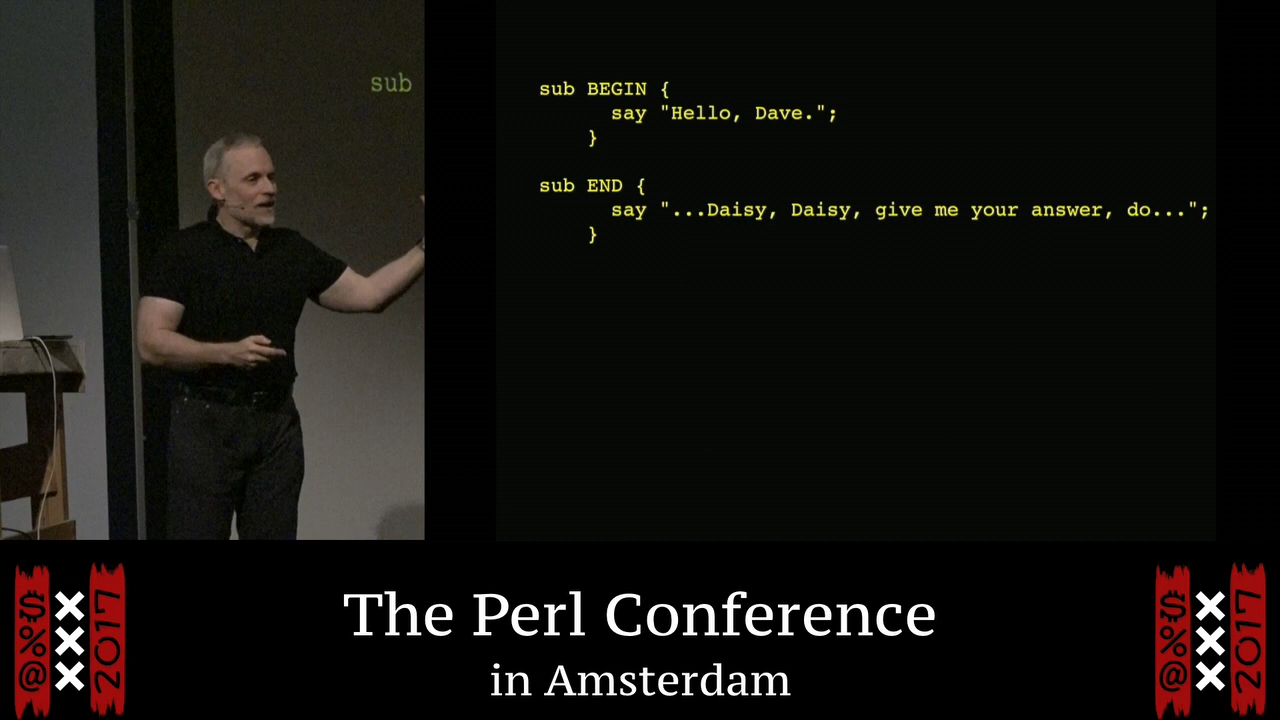 sub
sub BEGIN {
say "Hello, Dave.";
}
sub END {
say "...Daisy, Daisy, give me your answer, do...";
}
The Perl Conference
in Amsterdam
@%$
XXX
2017
@%$
XXX
2017